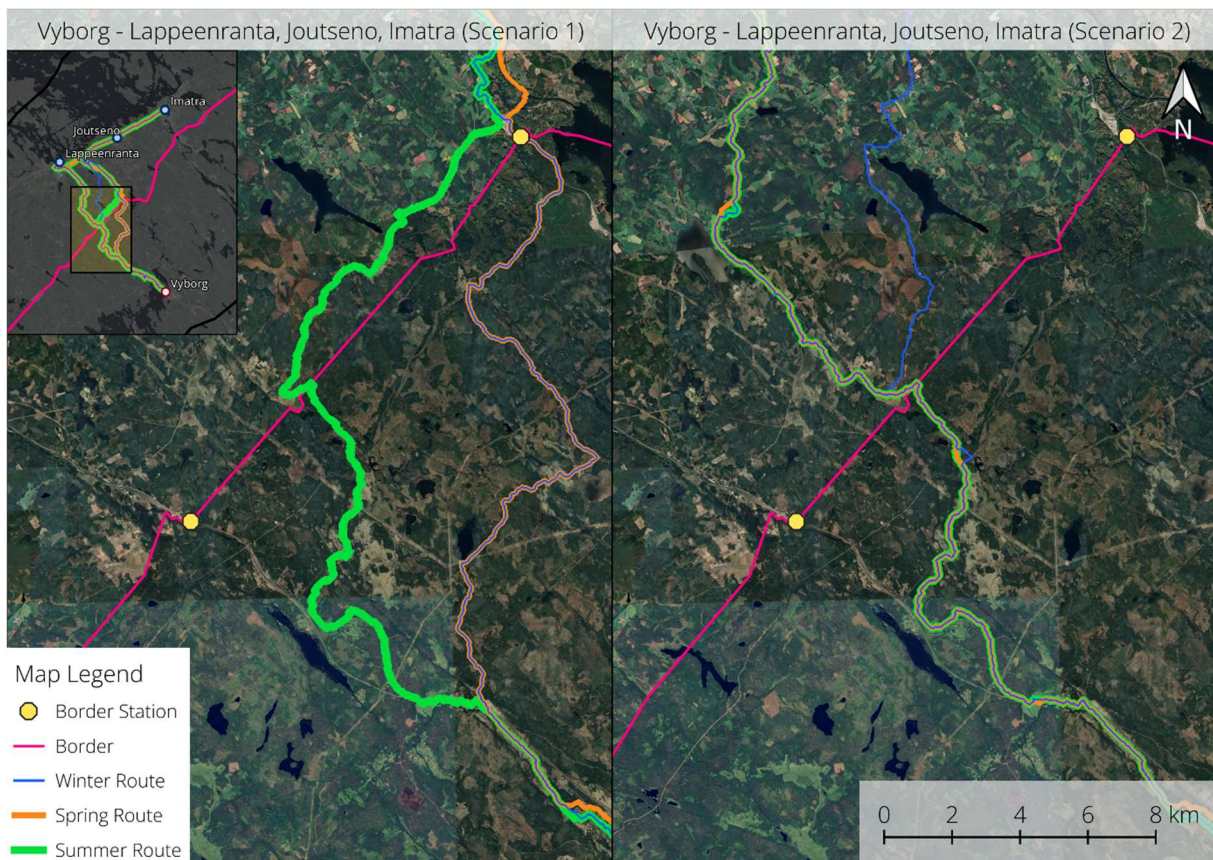 Vyborg - Lappeenranta, Joutseno, Imatra (Scenario 1)
Vyborg - Lappeenranta, Joutseno, Imatra (Scenario 2)
Imatra
Joutseno
Lappeenranta
Vyborg
N
Map Legend
Border Station
Border
Winter Route
Spring Route
Summer Route
0 2 4 6 8 km